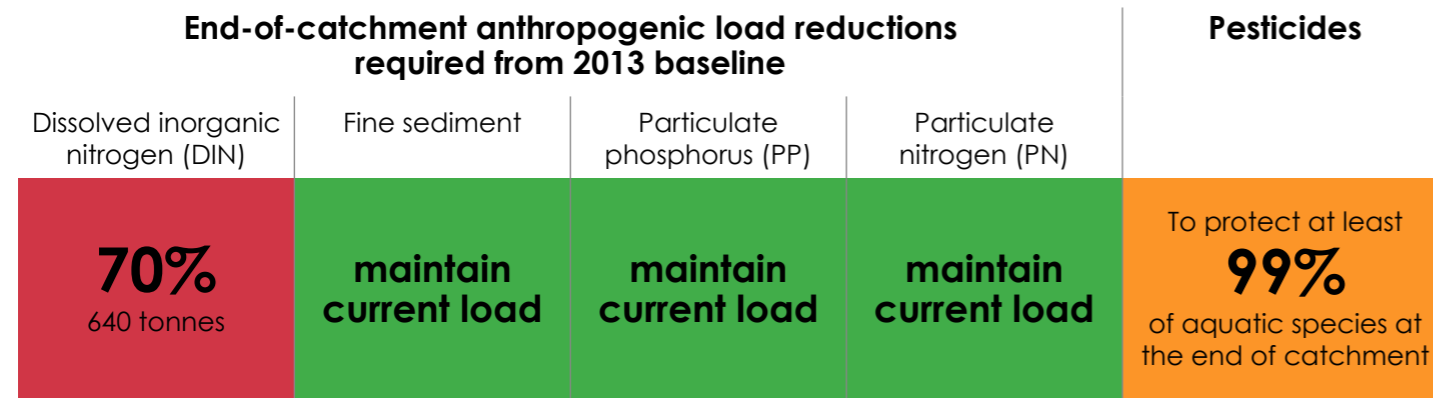 End-of-catchment anthropogenic load reductions
required from 2013 baseline
Pesticides
Dissolved inorganic
nitrogen (DIN)
Fine sediment
Particulate
phosphorus (PP)
Particulate
nitrogen (PN)
70%
640 tonnes
maintain
current load
maintain
current load
maintain
current load
To protect at least
99%
of aquatic species at
the end of catchment